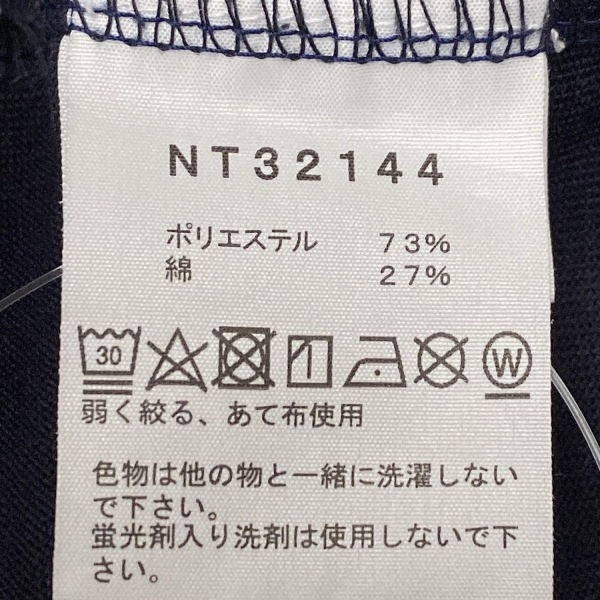 NT32144
ポリエステル 73%
綿 27%
30 W
弱く絞る、あて布使用
色物は他の物と一緒に洗濯しない
で下さい。
蛍光剤入り洗剤は使用しないで下
さい。